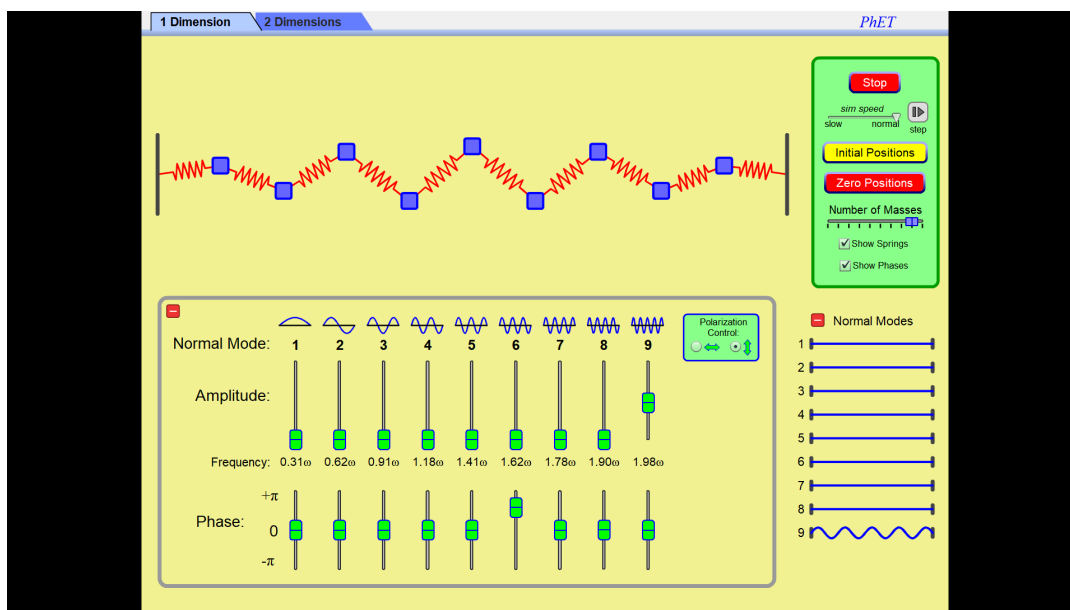 1 Dimension 2 Dimensions PhET
Stop
sim speed
slow normal step
Initial Positions
Zero Positions
Number of Masses
Show Springs
Show Phases
Normal Mode: 1 2 3 4 5 6 7 8 9
Polarization
Control:
Amplitude:
Frequency: 0.31ω 0.62ω 0.91ω 1.18ω 1.41ω 1.62ω 1.78ω 1.90ω 1.98ω
+π
Phase: 0
-π
Normal Modes
1
2
3
4
5
6
7
8
9